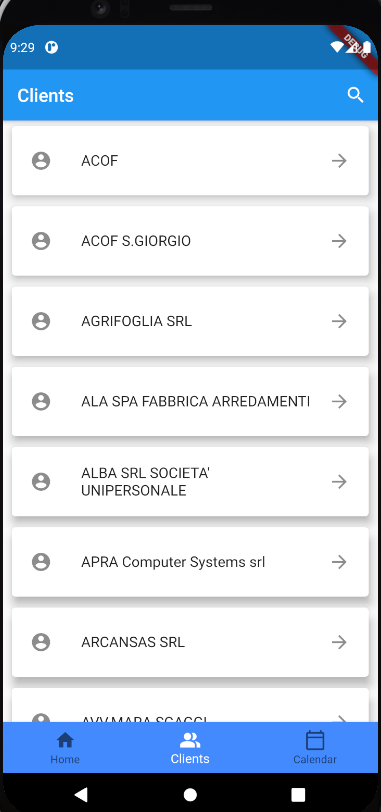 9:29
DEBUG
Clients
ACOF
ACOF S.GIORGIO
AGRIFOGLIA SRL
ALA SPA FABBRICA ARREDAMENTI
ALBA SRL SOCIETA'
UNIPERSONALE
APRA Computer Systems srl
ARCANSAS SRL
AVV.MARA SCAGGI
Home
Clients
Calendar